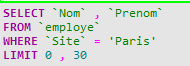 SELECT `Nom` , `Prenom`
FROM `employe`
WHERE `Site` = 'Paris'
LIMIT 0 , 30